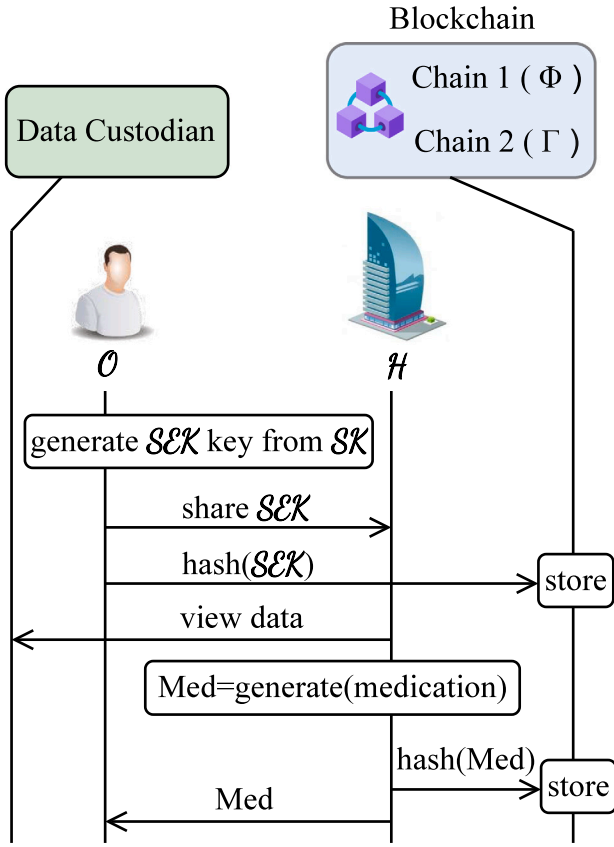 Blockchain
Data Custodian
Chain 1 ( Φ )
Chain 2 ( Γ )
O
H
generate SEK key from SK
share SEK
hash(SEK)
store
view data
Med=generate(medication)
hash(Med)
store
Med